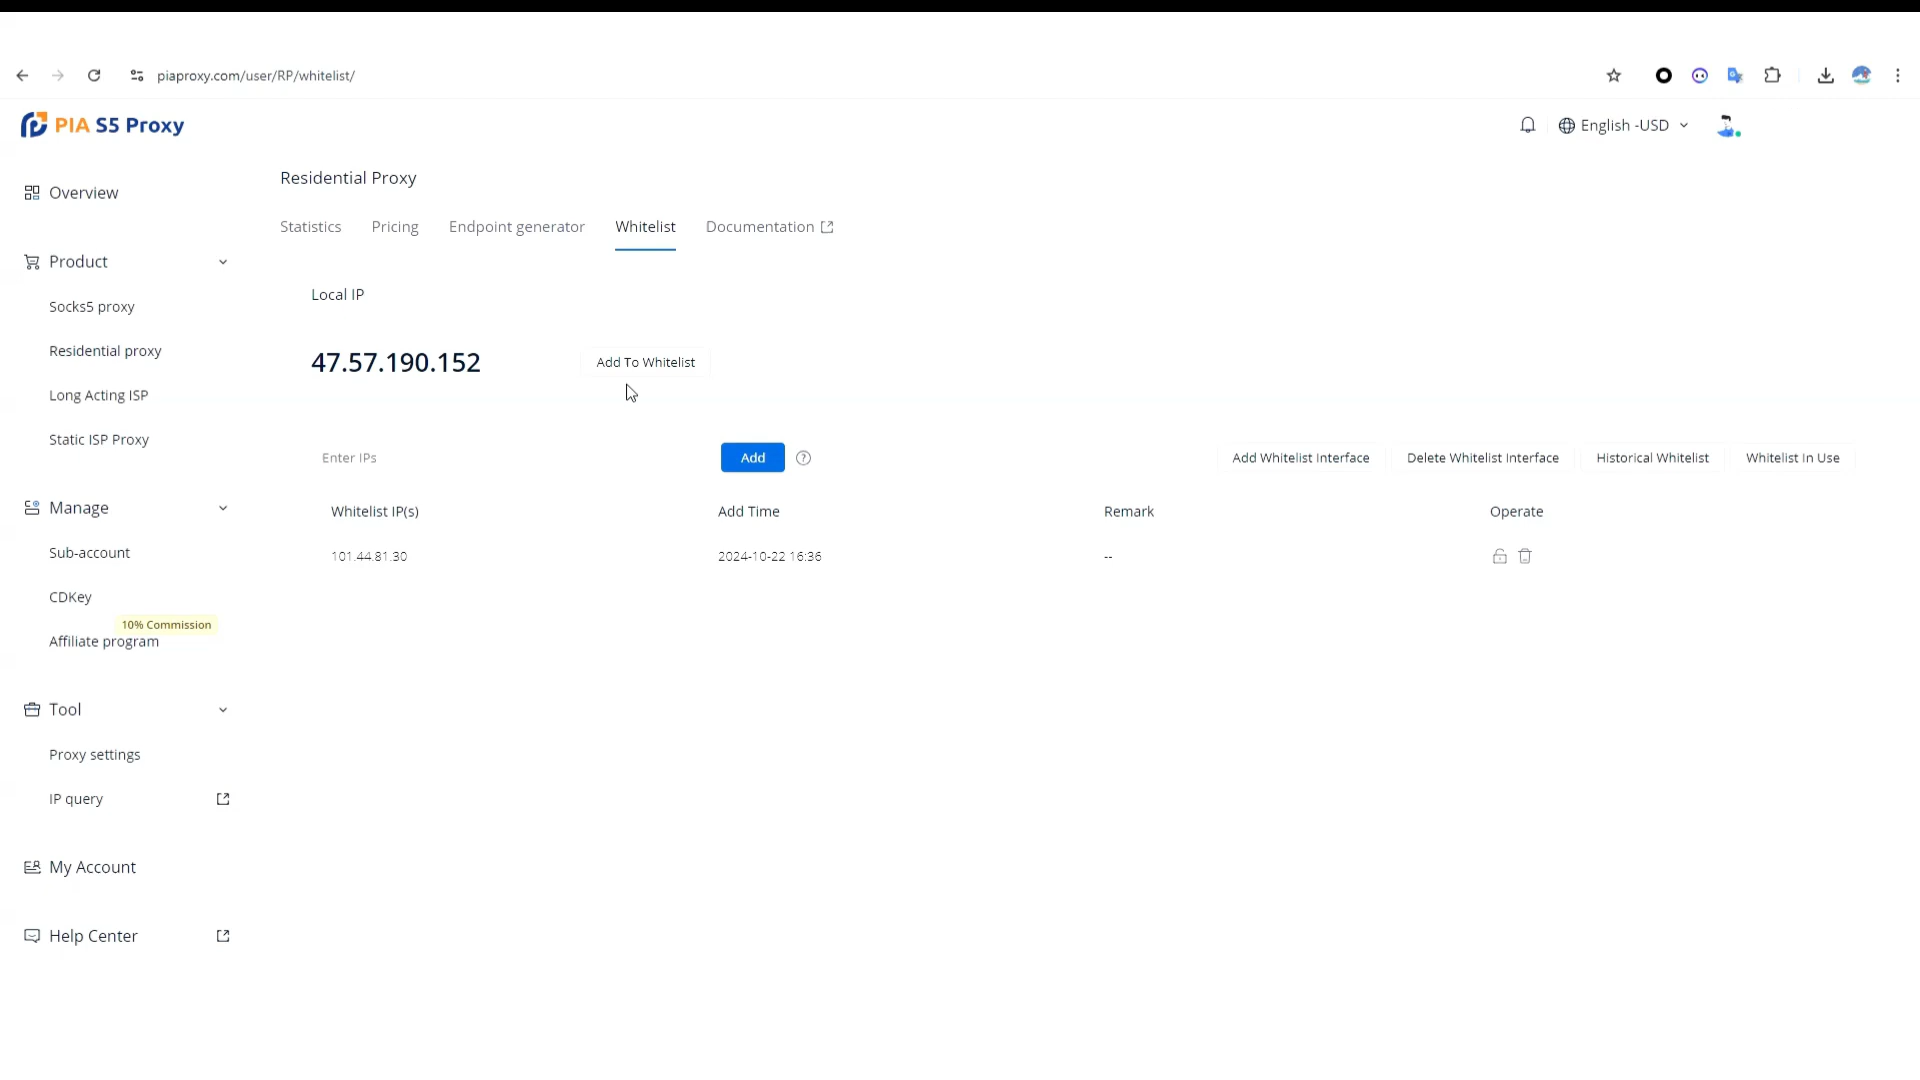 piaproxy.com/user/RP/whitelist/
PIA S5 Proxy
English -USD
Overview
Product
Socks5 proxy
Residential proxy
Long Acting ISP
Static ISP Proxy
Manage
Sub-account
CDKey
10% Commission
Affiliate program
Tool
Proxy settings
IP query
My Account
Help Center
Residential Proxy
Statistics Pricing Endpoint generator Whitelist Documentation
Local IP
47.57.190.152 Add To Whitelist
Enter IPs Add ? Add Whitelist Interface Delete Whitelist Interface Historical Whitelist Whitelist In Use
Whitelist IP(s) Add Time Remark Operate
101.44.81.30 2024-10-22 16:36 --